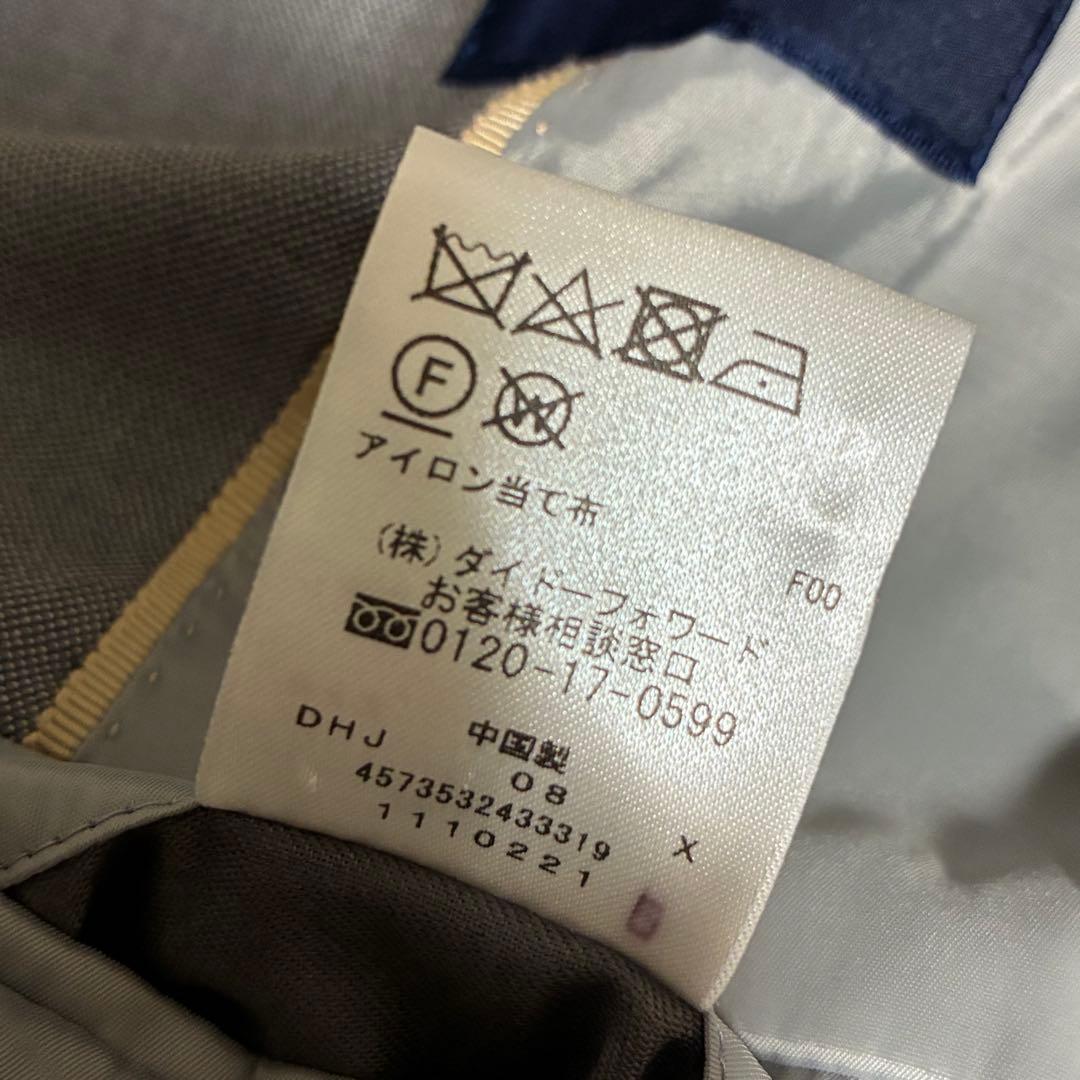 F
W
アイロン当て布
F00
(株)ダイドーフォワード
お客様相談窓口
0120-17-0599
DHJ 中国製
08
4573532433319 X
1110221